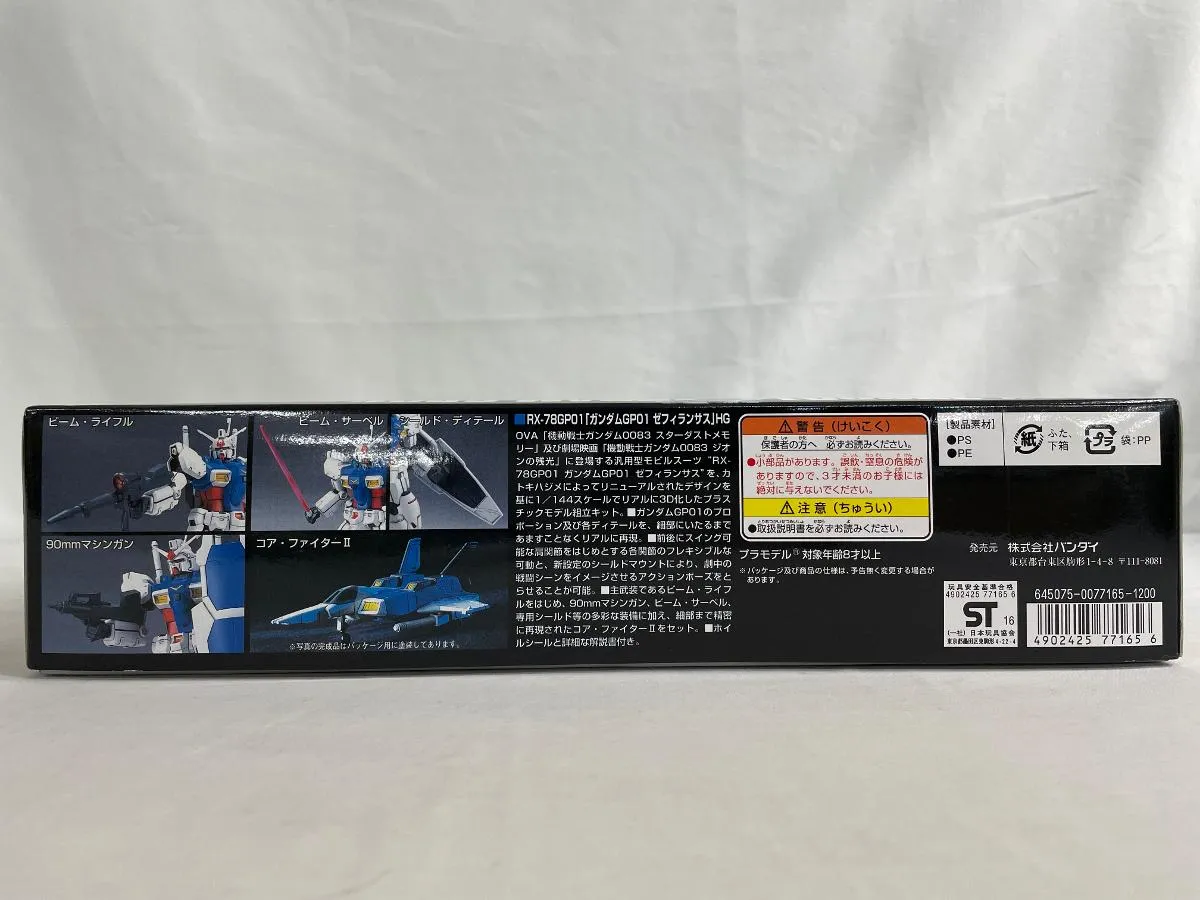 ビーム・ライフル
ビーム・サーベル
シールド・ディテール
90mmマシンガン
コア・ファイターⅡ
※写真の完成品はパッケージ用に塗装してあります。
■RX-78GP01「ガンダムGP01 ゼフィランサス」HG
OVA「機動戦士ガンダム0083 スターダストメモ
リー」及び劇場映画「機動戦士ガンダム0083 ジオ
ンの残光」に登場する汎用型モビルスーツ“RX-
78GP01 ガンダムGP01 ゼフィランサス”を、カ
トキハジメによってリニューアルされたデザインを
基に1/144スケールでリアルに3D化したプラス
チックモデル組立キット。■ガンダムGP01のプロ
ポーション及び各ディテールを、細部にいたるまで
あますことなくリアルに再現。■前後にスイング可
能な肩関節をはじめとする各関節のフレキシブルな
可動と、新設定のシールドマウントにより、劇中の
戦闘シーンをイメージさせるアクションポーズをと
らせることが可能。■主武装であるビーム・ライフ
ルをはじめ、90mmマシンガン、ビーム・サーベル、
専用シールド等の多彩な装備に加え、細部まで精密
に再現されたコア・ファイターⅡをセット。■ホイ
ルシールと詳細な解説書付き。
⚠警告(けいこく)
保護者の方へ 必ずお読みください。
●小部品があります。誤飲・窒息の危険が
ありますので、3才未満のお子様には
絶対に与えないでください。
⚠注意(ちゅうい)
●取扱説明書を必ずお読みください。
プラモデル 対象年齢8才以上
※パッケージ及び商品の仕様は、予告無く変更する場合が
あります。
[製品素材]
●PS
●PE
紙
ふた、
下箱
プラ
袋:PP
発売元 株式会社バンダイ
東京都台東区駒形1-4-8 〒111-8081
玩具安全基準合格
4902425 77165 6
ST 16
(一社)日本玩具協会
東京都墨田区東駒形4-22-4
645075-0077165-1200
4902425 771656